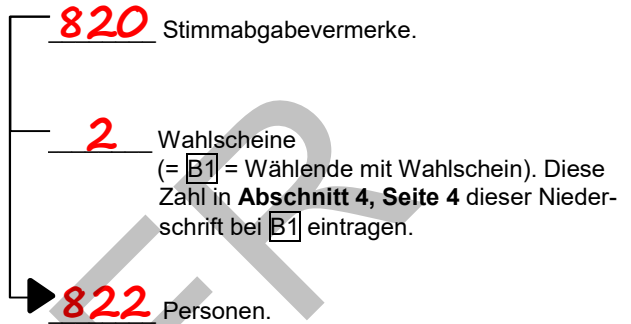 820 Stimmabgabevermerke.
2 Wahlscheine
(= B1 = Wählende mit Wahlschein). Diese
Zahl in Abschnitt 4, Seite 4 dieser Nieder-
schrift bei B1 eintragen.
822 Personen.